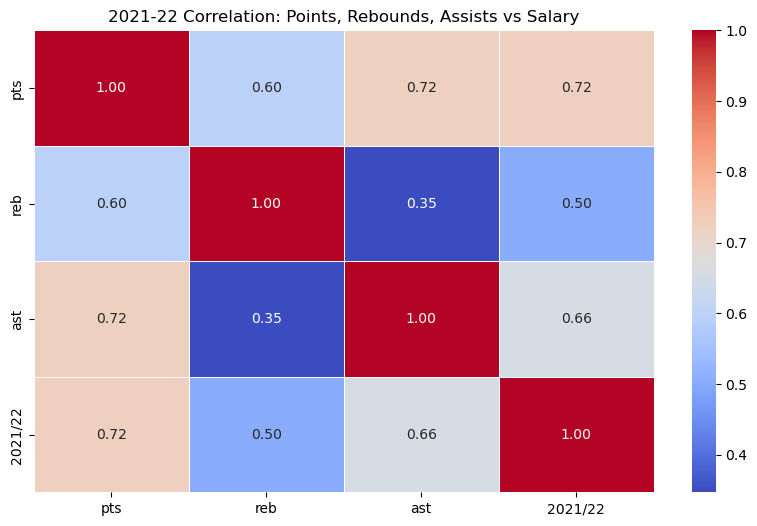 2021-22 Correlation: Points, Rebounds, Assists vs Salary
pts
1.00 0.60 0.72 0.72
reb
0.60 1.00 0.35 0.50
ast
0.72 0.35 1.00 0.66
2021/22
0.72 0.50 0.66 1.00
pts reb ast 2021/22
1.0
0.9
0.8
0.7
0.6
0.5
0.4